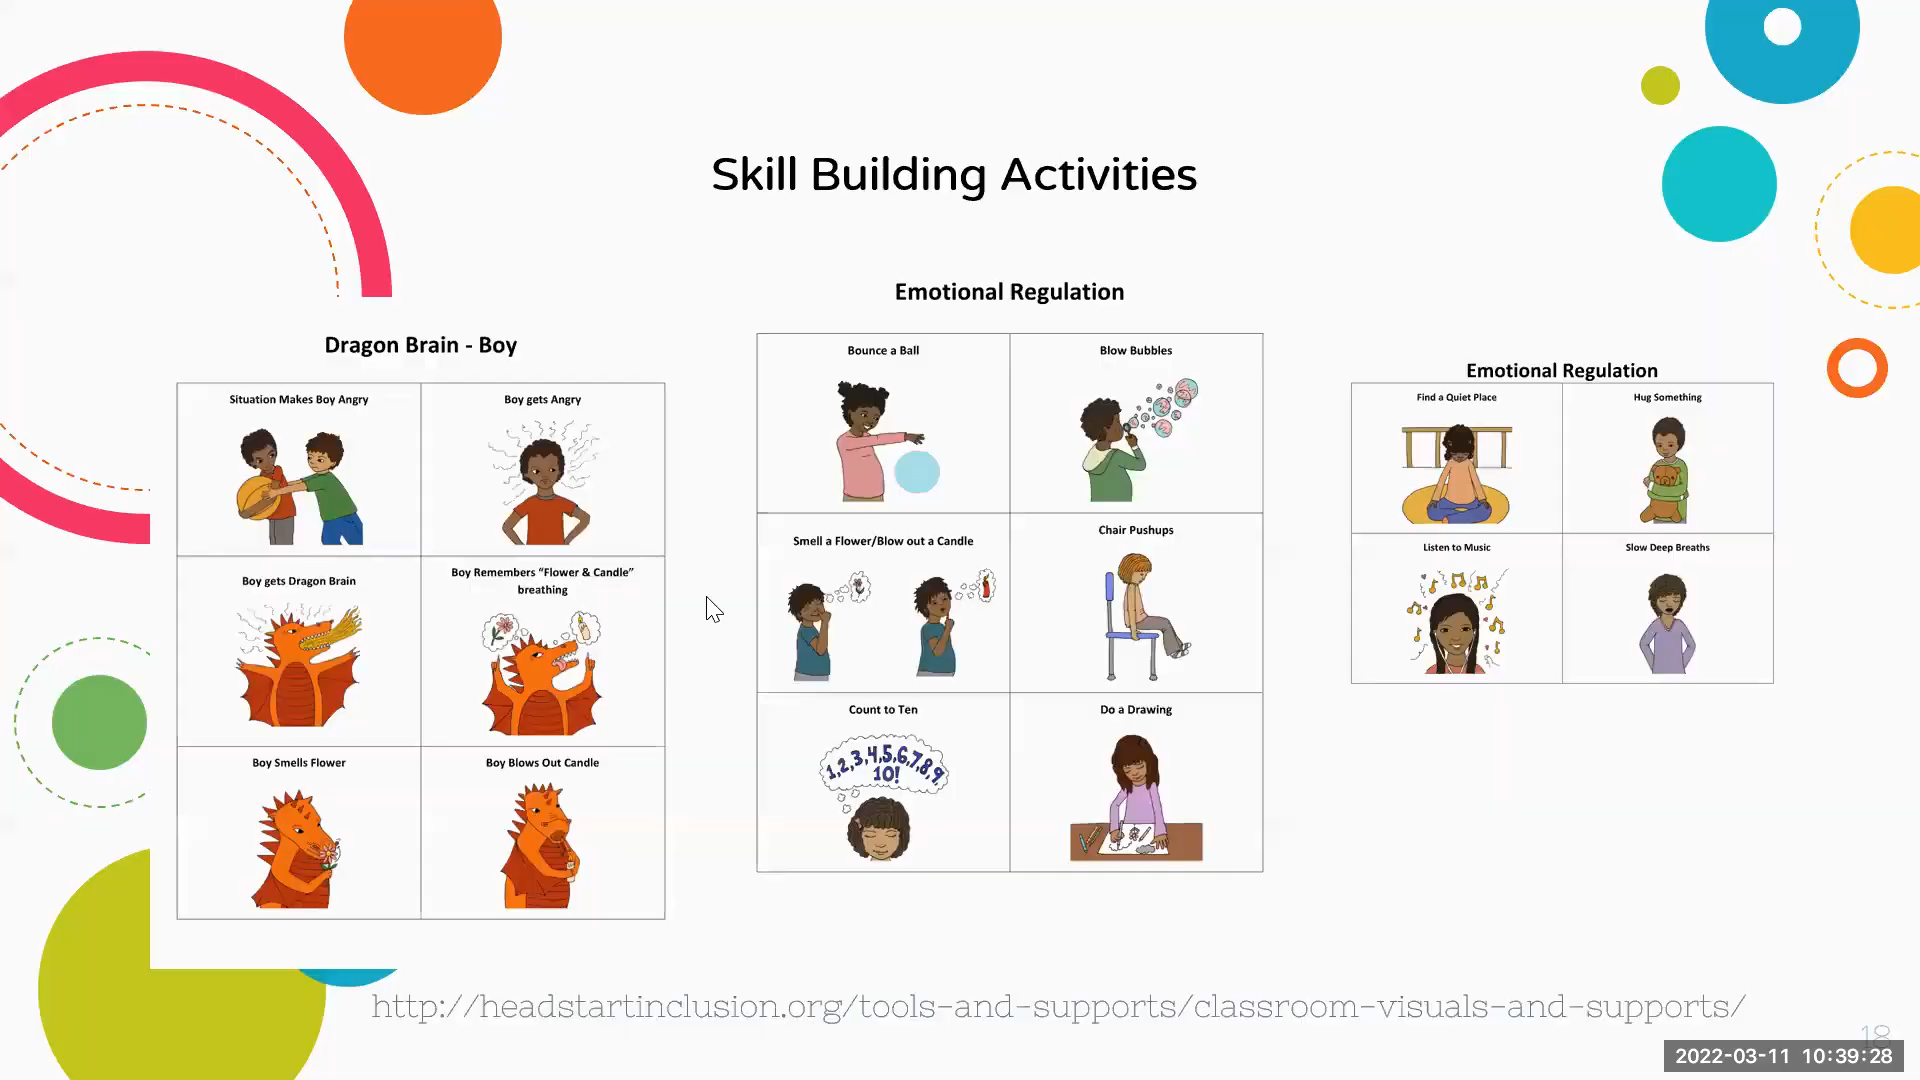 Skill Building Activities
Dragon Brain - Boy
Situation Makes Boy Angry
Boy gets Angry
Boy gets Dragon Brain
Boy Remembers “Flower & Candle”
breathing
Boy Smells Flower
Boy Blows Out Candle
Emotional Regulation
Bounce a Ball
Blow Bubbles
Smell a Flower/Blow out a Candle
Chair Pushups
Count to Ten
1,2,3,4,5,6,7,8,9
10!
Do a Drawing
Emotional Regulation
Find a Quiet Place
Hug Something
Listen to Music
Slow Deep Breaths
http://headstartinclusion.org/tools-and-supports/classroom-visuals-and-supports/
18
2022-03-11 10:39:28